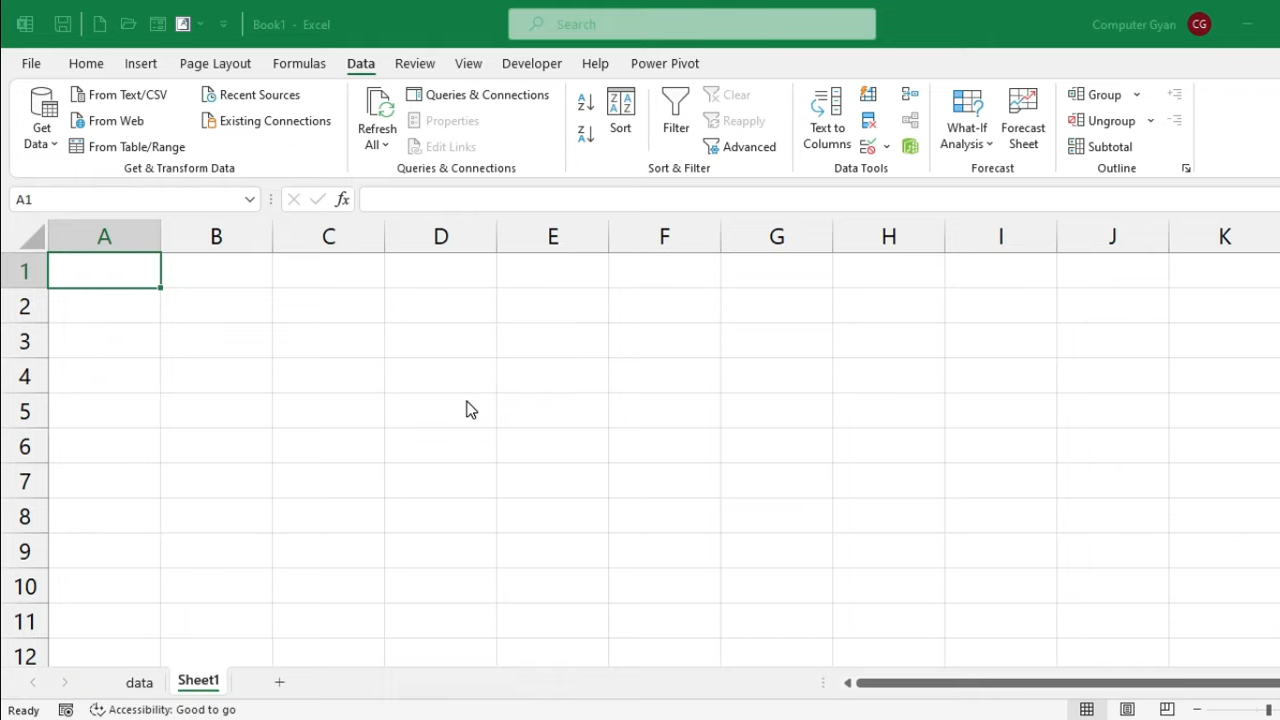 Book1 - Excel
Search
Computer Gyan CG
File Home Insert Page Layout Formulas Data Review View Developer Help Power Pivot
Get Data
From Text/CSV
From Web
From Table/Range
Recent Sources
Existing Connections
Get & Transform Data
Refresh All
Queries & Connections
Properties
Edit Links
Queries & Connections
Sort
Filter
Clear
Reapply
Advanced
Sort & Filter
Text to Columns
Data Tools
What-If Analysis
Forecast Sheet
Forecast
Group
Ungroup
Subtotal
Outline
A1 fx
A B C D E F G H I J K
1
2
3
4
5
6
7
8
9
10
11
12
data Sheet1
Ready Accessibility: Good to go